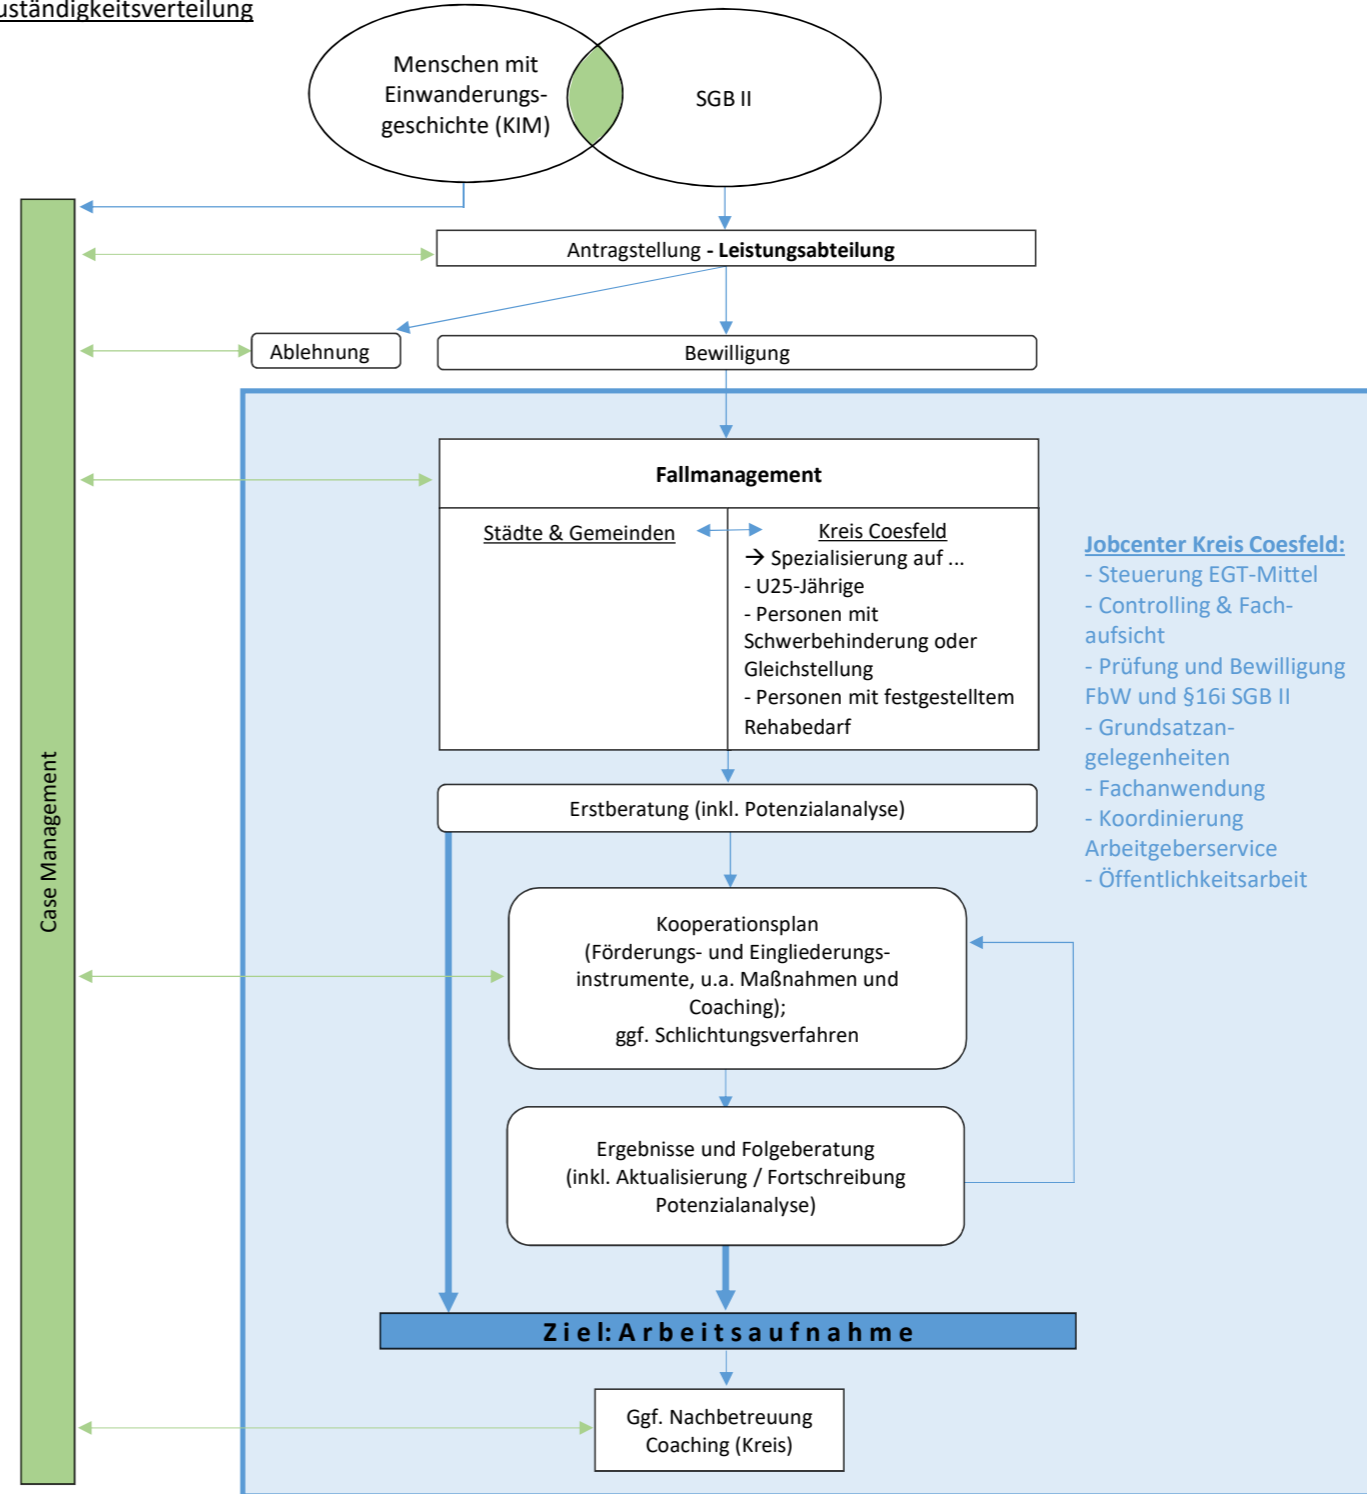 uständigkeitsverteilung
Menschen mit
Einwanderungs-
geschichte (KIM)
SGB II
Antragstellung - Leistungsabteilung
Ablehnung
Bewilligung
Fallmanagement
Städte & Gemeinden
Kreis Coesfeld
→ Spezialisierung auf ...
- U25-Jährige
- Personen mit
Schwerbehinderung oder
Gleichstellung
- Personen mit festgestelltem
Rehabedarf
Jobcenter Kreis Coesfeld:
- Steuerung EGT-Mittel
- Controlling & Fach-
aufsicht
- Prüfung und Bewilligung
FbW und §16i SGB II
- Grundsatzan-
gelegenheiten
- Fachanwendung
- Koordinierung
Arbeitgeberservice
- Öffentlichkeitsarbeit
Case Management
Erstberatung (inkl. Potenzialanalyse)
Kooperationsplan
(Förderungs- und Eingliederungs-
instrumente, u.a. Maßnahmen und
Coaching);
ggf. Schlichtungsverfahren
Ergebnisse und Folgeberatung
(inkl. Aktualisierung / Fortschreibung
Potenzialanalyse)
Ziel: Arbeitsaufnahme
Ggf. Nachbetreuung
Coaching (Kreis)